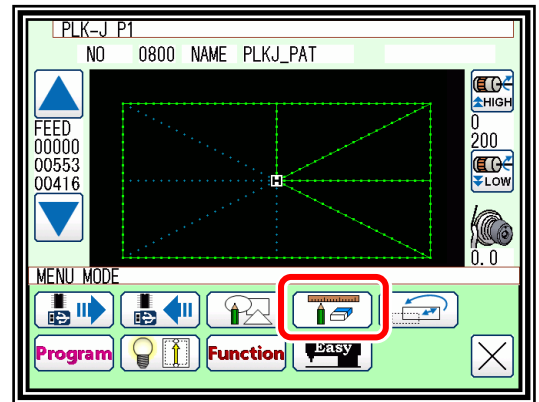 PLK-J P1
NO 0800 NAME PLKJ_PAT
HIGH
FEED
00000
00553
00416
0
200
LOW
H
0.0
MENU MODE
Program
Function
Easy